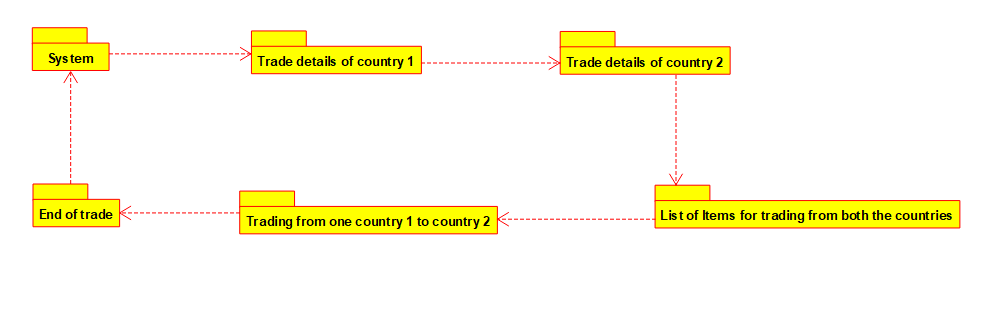 System
Trade details of country 1
Trade details of country 2
End of trade
Trading from one country 1 to country 2
List of Items for trading from both the countries